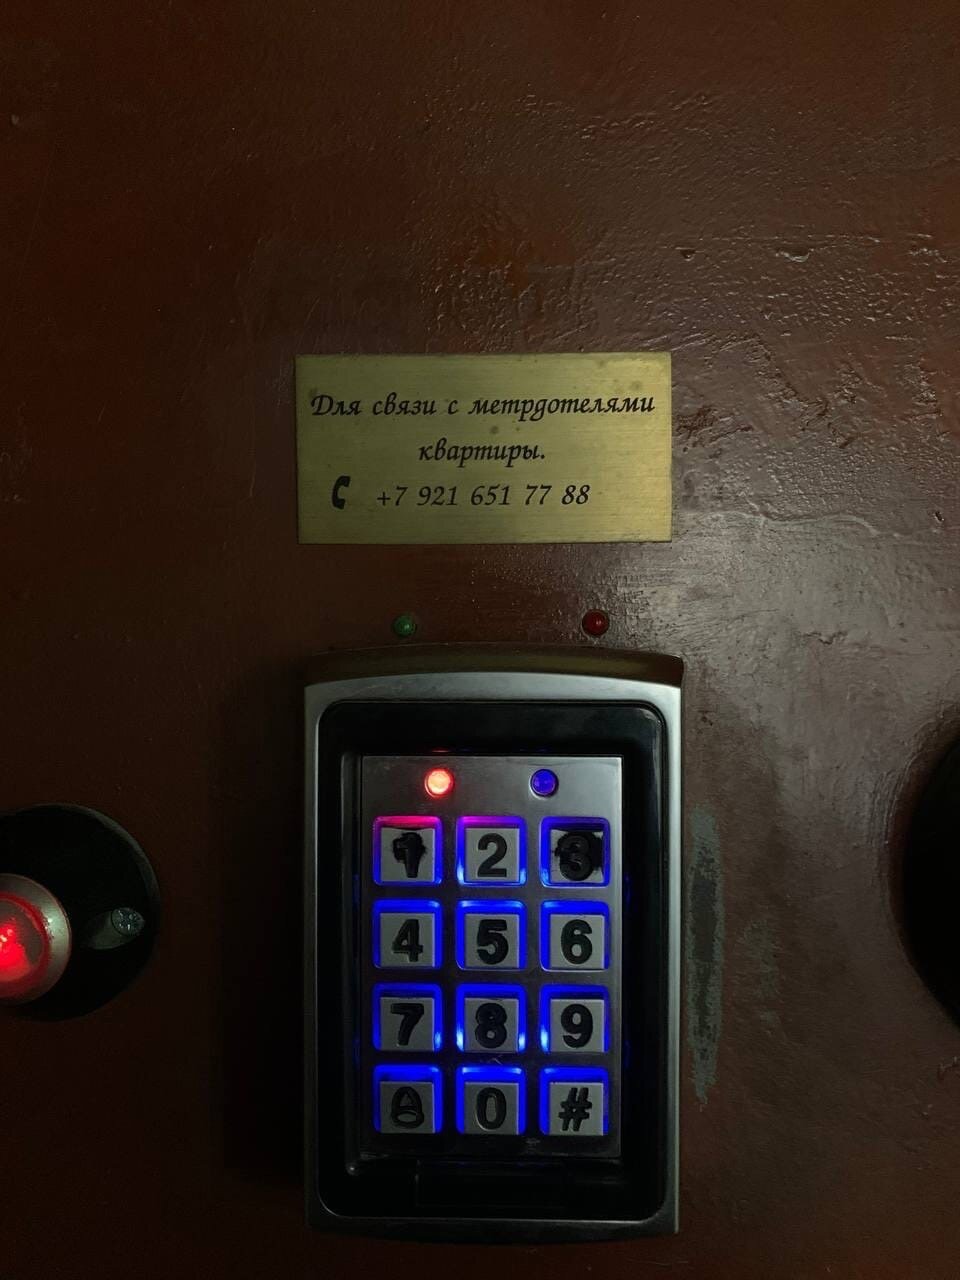 Для связи с метрдотелями
квартиры.
+7 921 651 77 88
1 2 3
4 5 6
7 8 9
0 #